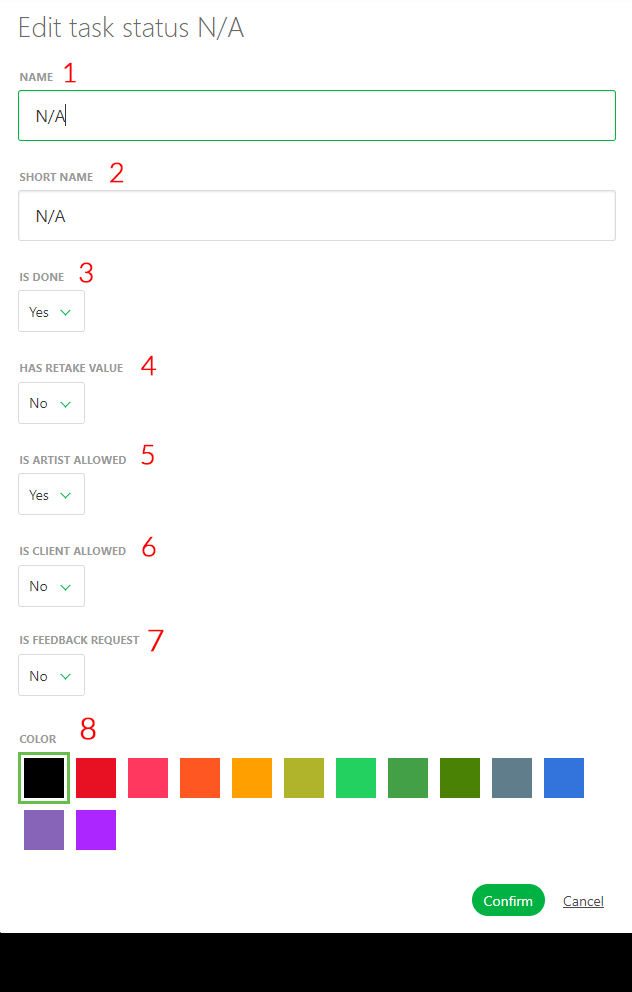 Edit task status N/A
NAME 1
N/A
SHORT NAME 2
N/A
IS DONE 3
Yes
HAS RETAKE VALUE 4
No
IS ARTIST ALLOWED 5
Yes
IS CLIENT ALLOWED 6
No
IS FEEDBACK REQUEST 7
No
COLOR 8
Confirm Cancel